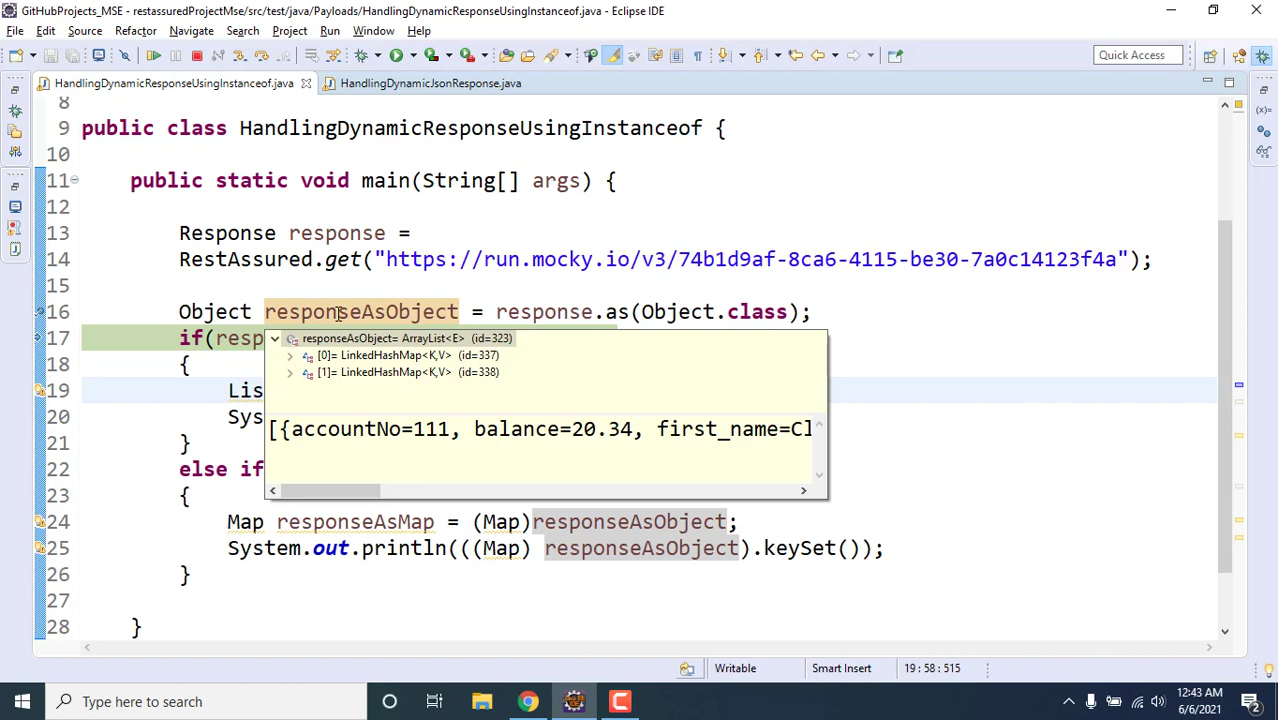 GitHubProjects_MSE - restassuredProjectMse/src/test/java/Payloads/HandlingDynamicResponseUsingInstanceof.java - Eclipse IDE
File Edit Source Refactor Navigate Search Project Run Window Help
Quick Access
HandlingDynamicResponseUsingInstanceof.java HandlingDynamicJsonResponse.java
8
9 public class HandlingDynamicResponseUsingInstanceof {
10
11 public static void main(String[] args) {
12
13 Response response =
14 RestAssured.get("https://run.mocky.io/v3/74b1d9af-8ca6-4115-be30-7a0c14123f4a");
15
16 Object responseAsObject = response.as(Object.class);
17 if(resp
responseAsObject= ArrayList<E> (id=323)
[0]= LinkedHashMap<K,V> (id=337)
[1]= LinkedHashMap<K,V> (id=338)
[{accountNo=111, balance=20.34, first_name=Cl
18 {
19 Lis
20 Sys
21 }
22 else if
23 {
24 Map responseAsMap = (Map)responseAsObject;
25 System.out.println(((Map) responseAsObject).keySet());
26 }
27
28 }
Writable Smart Insert 19 : 58 : 515
Type here to search
12:43 AM
6/6/2021
2